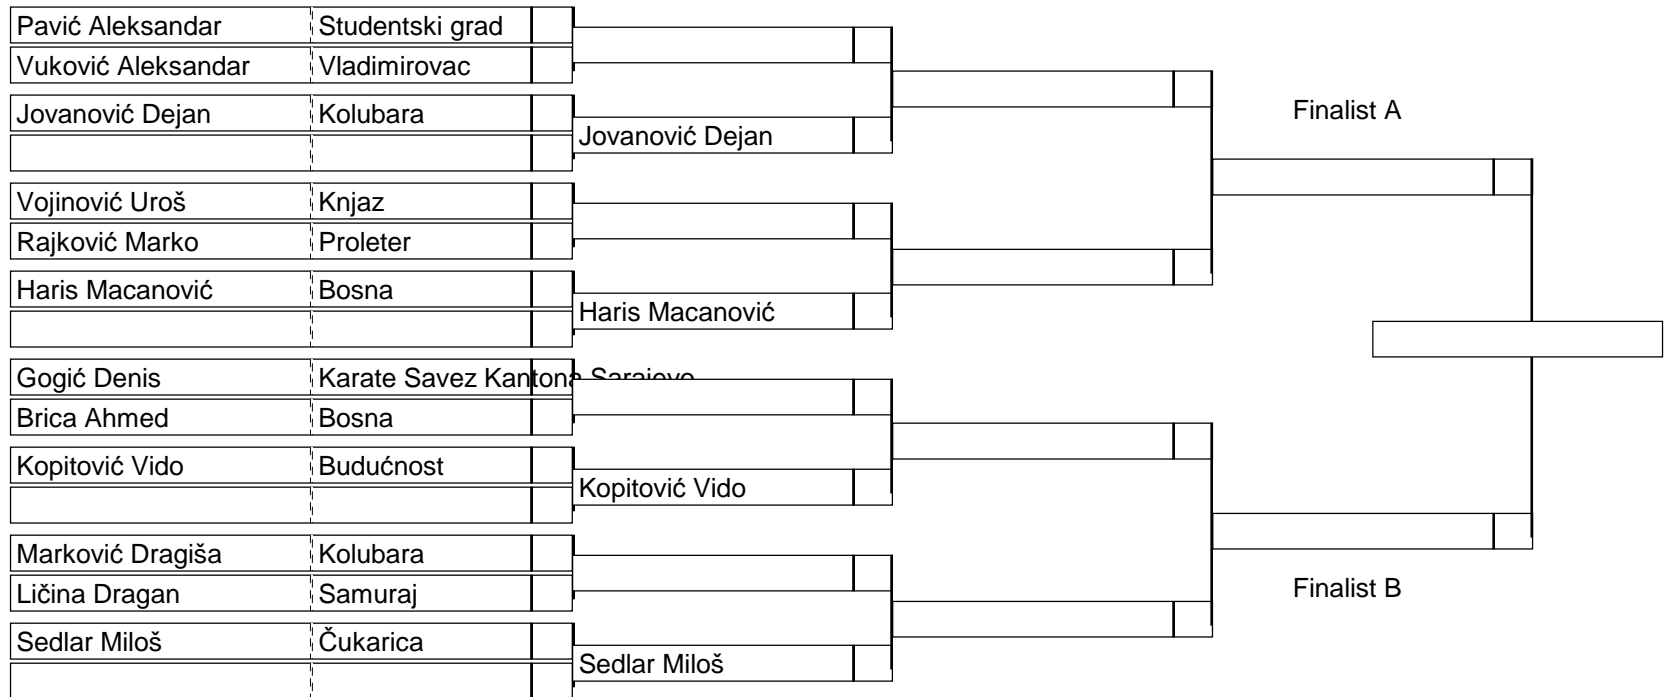 Pavić Aleksandar Studentski grad
Vuković Aleksandar Vladimirovac
Jovanović Dejan Kolubara
Jovanović Dejan
Finalist A
Vojinović Uroš Knjaz
Rajković Marko Proleter
Haris Macanović Bosna
Haris Macanović
Gogić Denis Karate Savez Kantona Sarajevo
Brica Ahmed Bosna
Kopitović Vido Budućnost
Kopitović Vido
Marković Dragiša Kolubara
Ličina Dragan Samuraj
Finalist B
Sedlar Miloš Čukarica
Sedlar Miloš